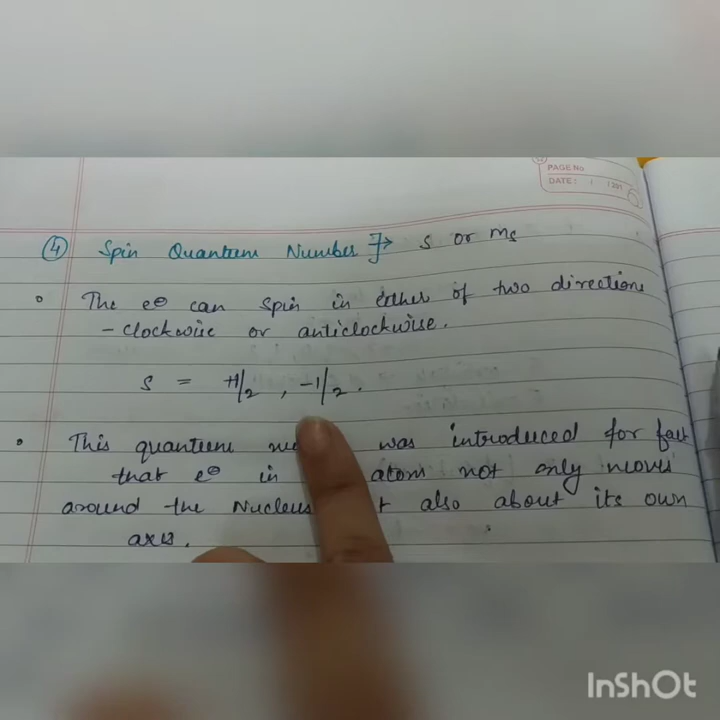 PAGE No
DATE: / / 201
④ Spin Quantum Number → s or ms
The e⊖ can spin in either of two directions
- clockwise or anticlockwise.
s = +1/2 , -1/2 .
This quantum was introduced for fact
that e⊖ in atom not only moves
around the Nucleus also about its own
axis.
InShOt